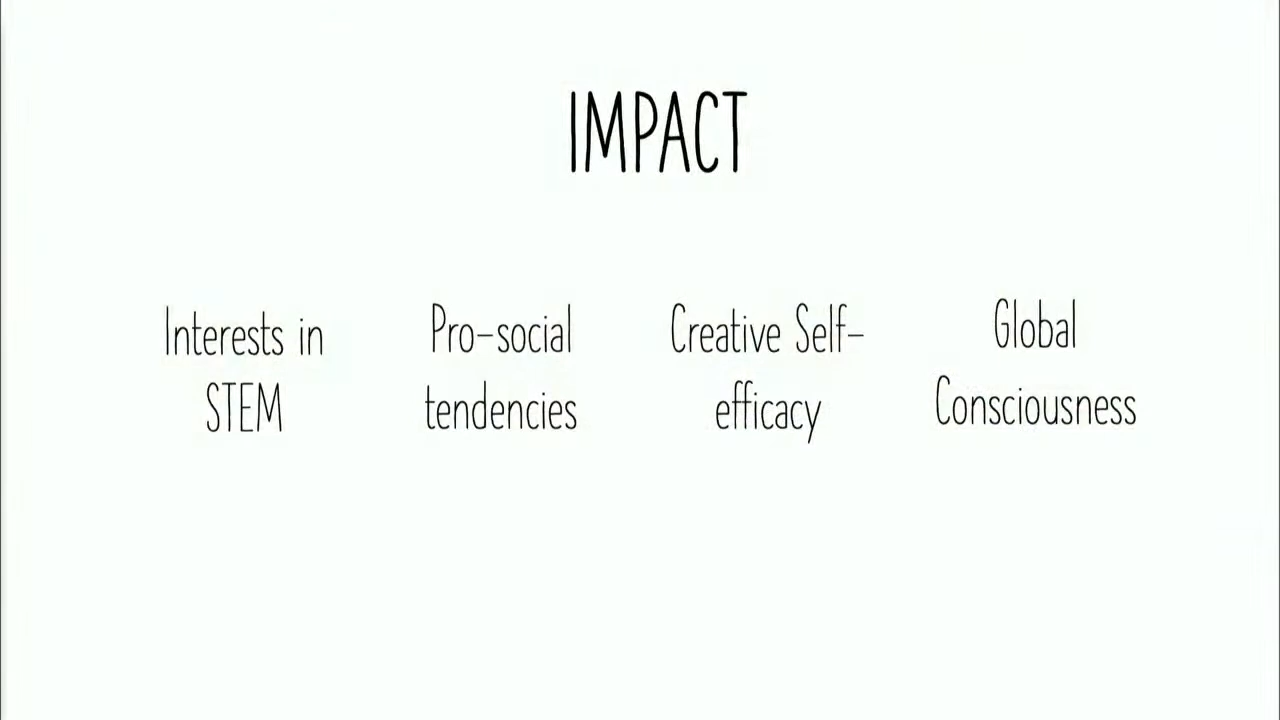 IMPACT
Interests in
STEM
Pro-social
tendencies
Creative Self-
efficacy
Global
Consciousness